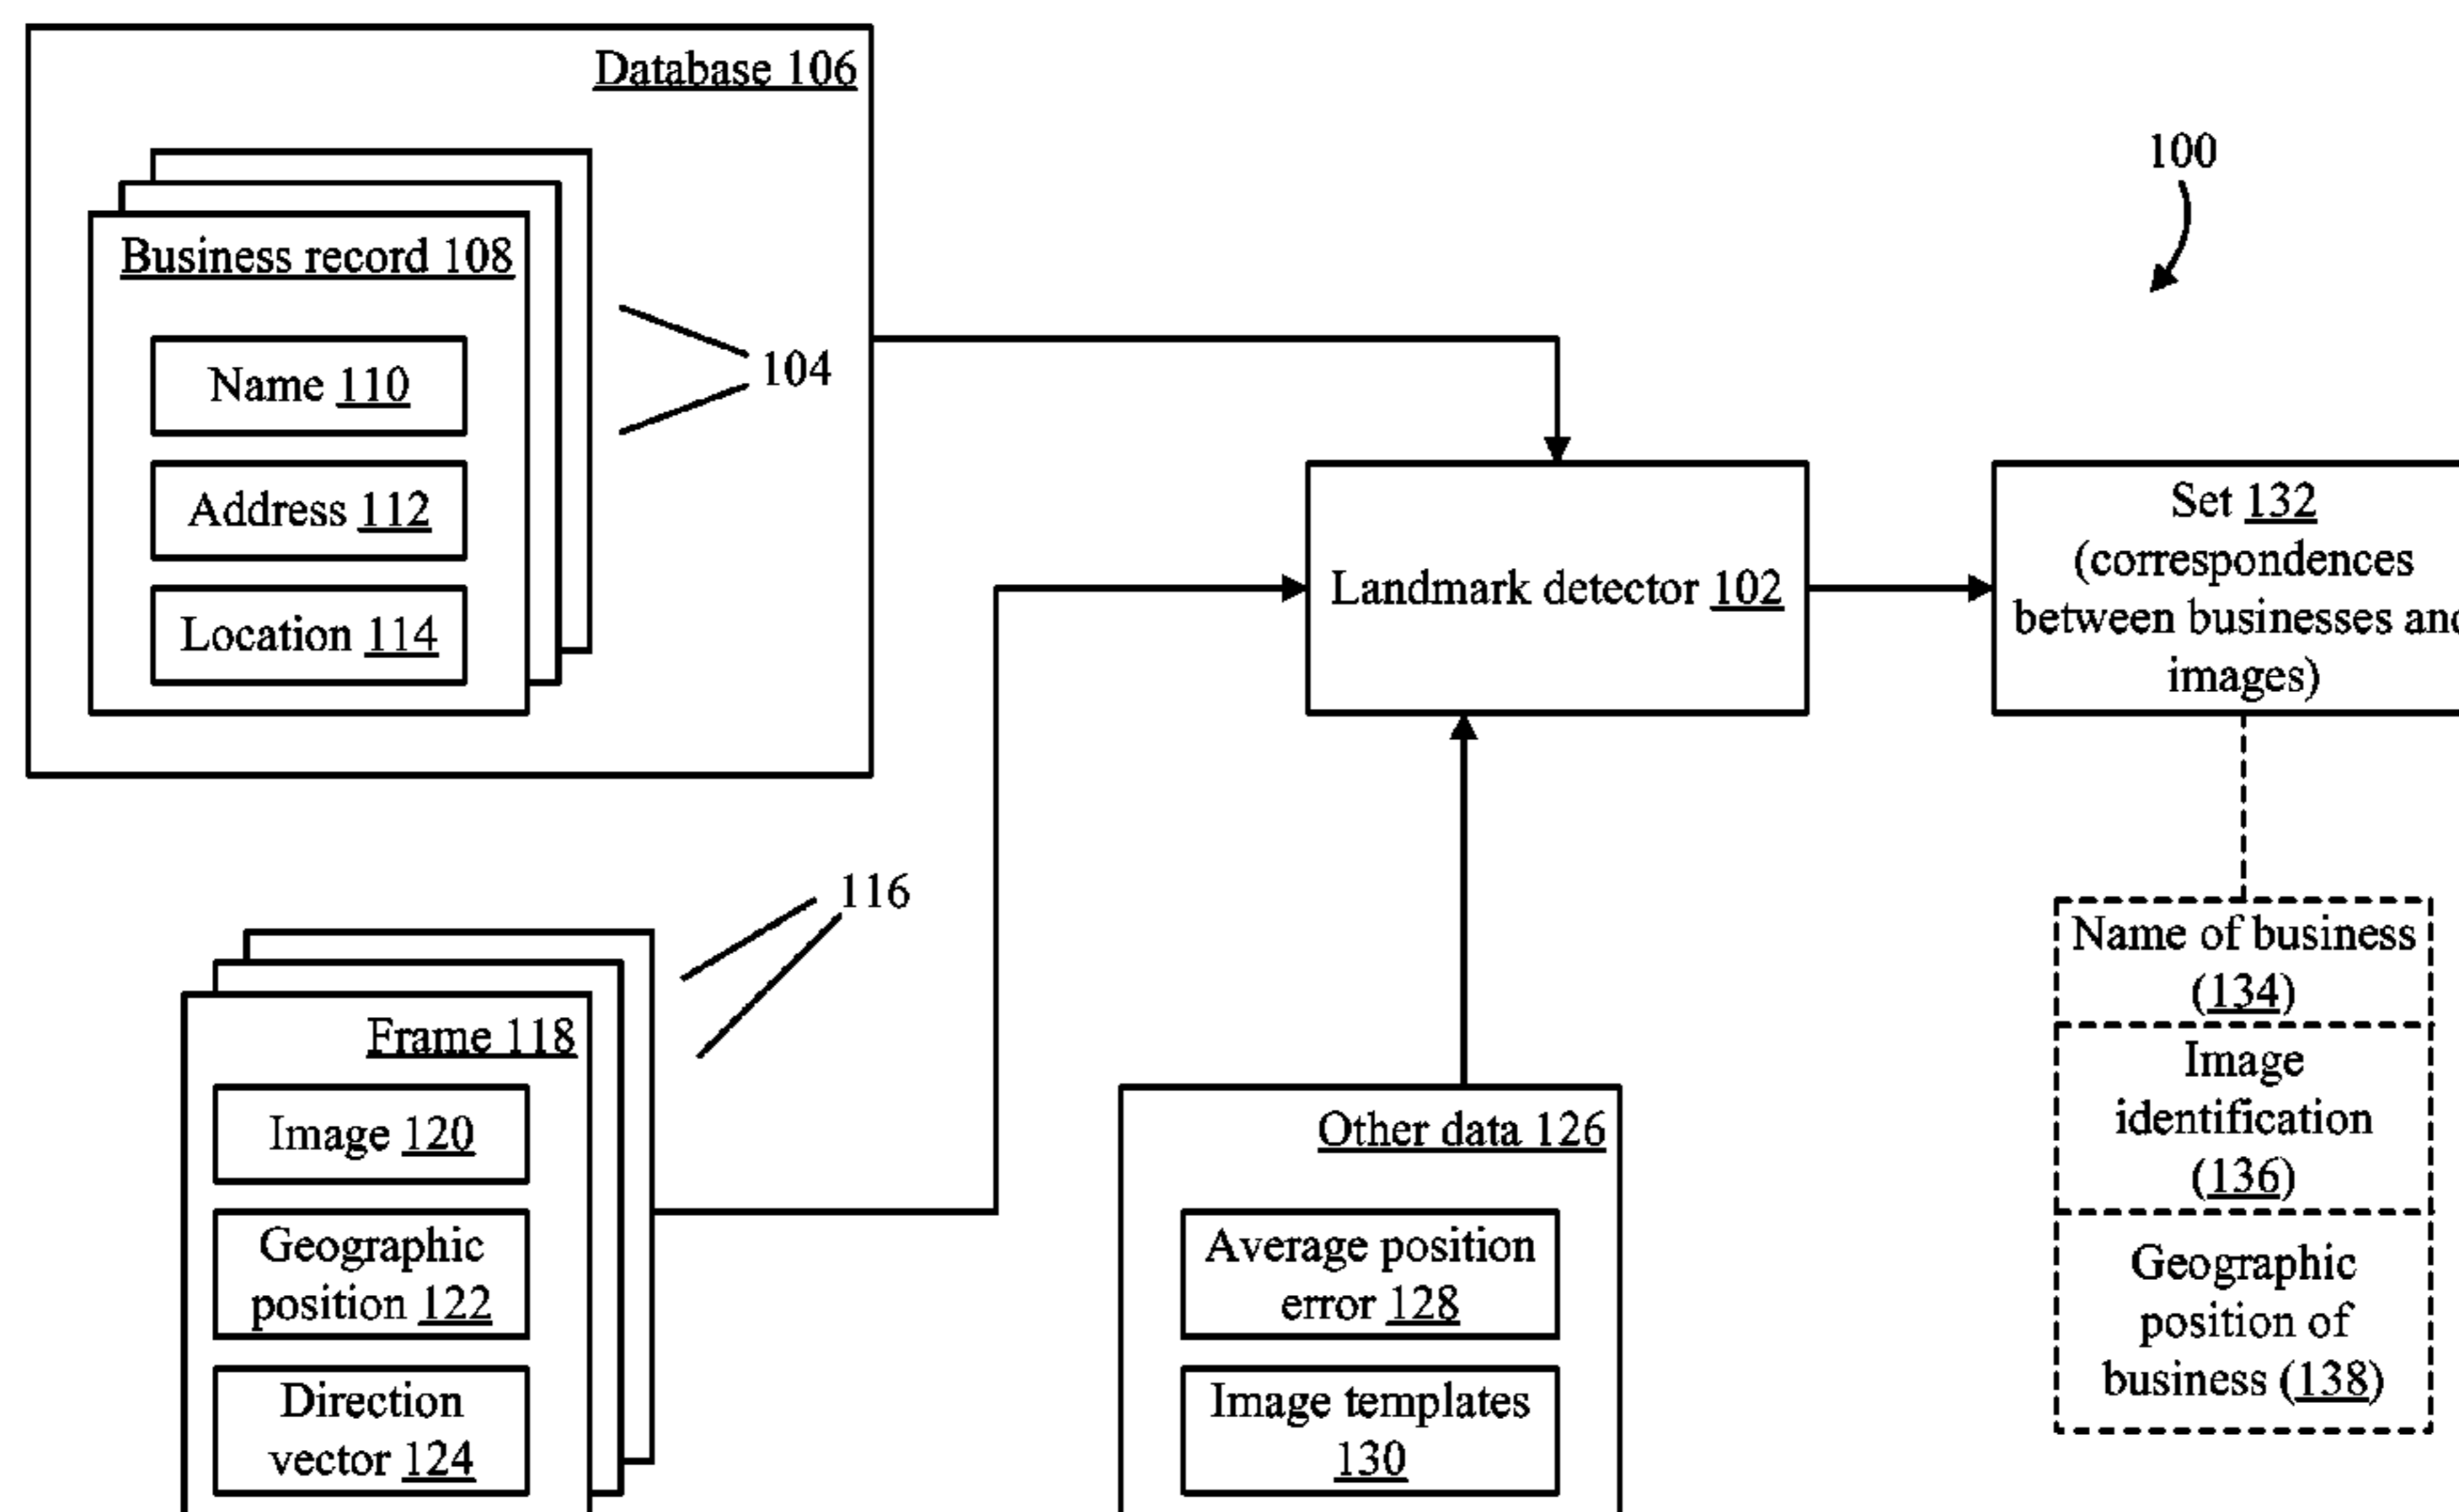 Database 106
100
Business record 108
Name 110
104
Address 112
Location 114
Landmark detector 102
Set 132
(correspondences
between businesses and
images)
116
Frame 118
Image 120
Geographic
position 122
Direction
vector 124
Other data 126
Average position
error 128
Image templates
130
Name of business
(134)
Image
identification
(136)
Geographic
position of
business (138)